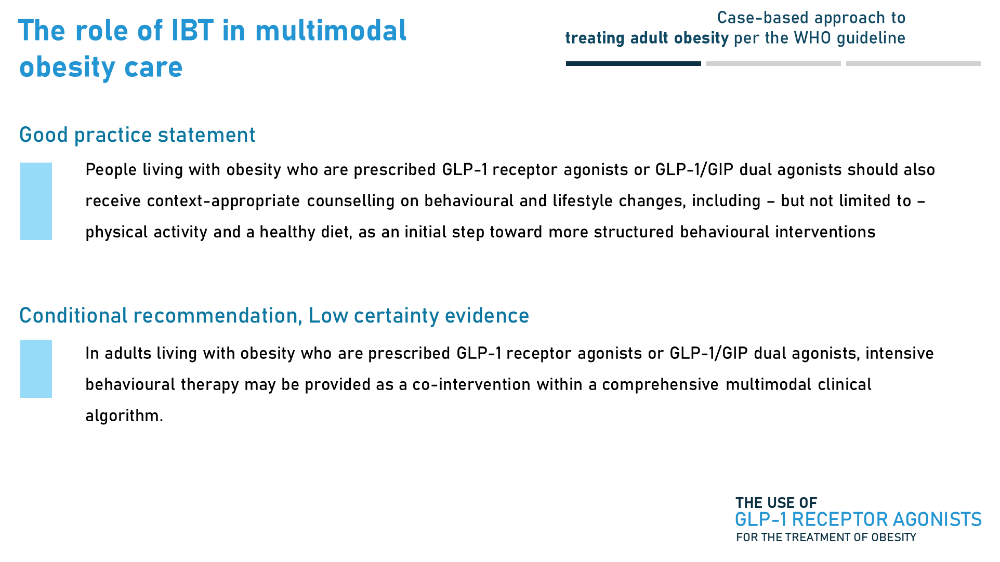 The role of IBT in multimodal
obesity care
Case-based approach to
treating adult obesity per the WHO guideline
Good practice statement
People living with obesity who are prescribed GLP-1 receptor agonists or GLP-1/GIP dual agonists should also
receive context-appropriate counselling on behavioural and lifestyle changes, including – but not limited to –
physical activity and a healthy diet, as an initial step toward more structured behavioural interventions
Conditional recommendation, Low certainty evidence
In adults living with obesity who are prescribed GLP-1 receptor agonists or GLP-1/GIP dual agonists, intensive
behavioural therapy may be provided as a co-intervention within a comprehensive multimodal clinical
algorithm.
THE USE OF
GLP-1 RECEPTOR AGONISTS
FOR THE TREATMENT OF OBESITY